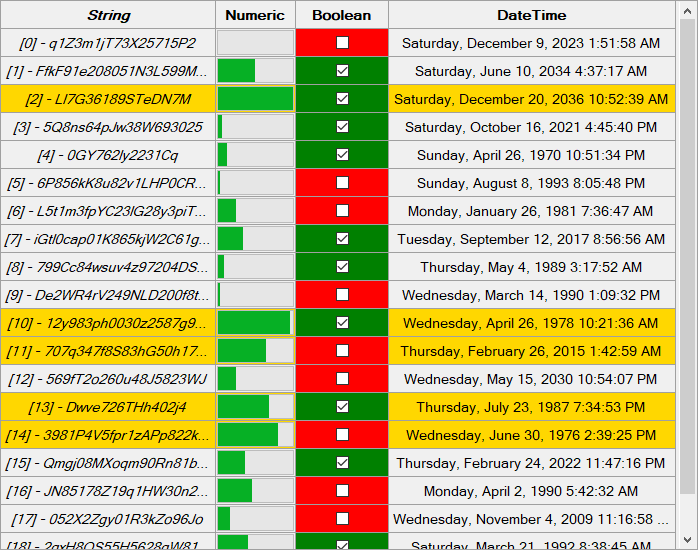 String Numeric Boolean DateTime
[0] - q1Z3m1jT73X25715P2 Saturday, December 9, 2023 1:51:58 AM
[1] - FfkF91e208051N3L599M... Saturday, June 10, 2034 4:37:17 AM
[2] - LI7G36189STeDN7M Saturday, December 20, 2036 10:52:39 AM
[3] - 5Q8ns64pJw38W693025 Saturday, October 16, 2021 4:45:40 PM
[4] - 0GY762ly2231Cq Sunday, April 26, 1970 10:51:34 PM
[5] - 6P856kK8u82v1LHP0CR... Sunday, August 8, 1993 8:05:48 PM
[6] - L5t1m3fpYC23lG28y3piT... Monday, January 26, 1981 7:36:47 AM
[7] - iGtl0cap01K865kjW2C61g... Tuesday, September 12, 2017 8:56:56 AM
[8] - 799Cc84wsuv4z97204DS... Thursday, May 4, 1989 3:17:52 AM
[9] - De2WR4rV249NLD200f8t... Wednesday, March 14, 1990 1:09:32 PM
[10] - 12y983ph0030z2587g9... Wednesday, April 26, 1978 10:21:36 AM
[11] - 707q347f8S83hG50h17... Thursday, February 26, 2015 1:42:59 AM
[12] - 569fT2o260u48J5823WJ Wednesday, May 15, 2030 10:54:07 PM
[13] - Dwve726THh402j4 Thursday, July 23, 1987 7:34:53 PM
[14] - 3981P4V5fpr1zAPp822k... Wednesday, June 30, 1976 2:39:25 PM
[15] - Qmgj08MXoqm90Rn81b... Thursday, February 24, 2022 11:47:16 PM
[16] - JN85178Z19q1HW30n2... Monday, April 2, 1990 5:42:32 AM
[17] - 052X2Zgy01R3kZo96Jo Wednesday, November 4, 2009 11:16:58 ...
[18] - 2gxH8QS55H5628gW81... Saturday, March 21, 1992 8:38:45 AM